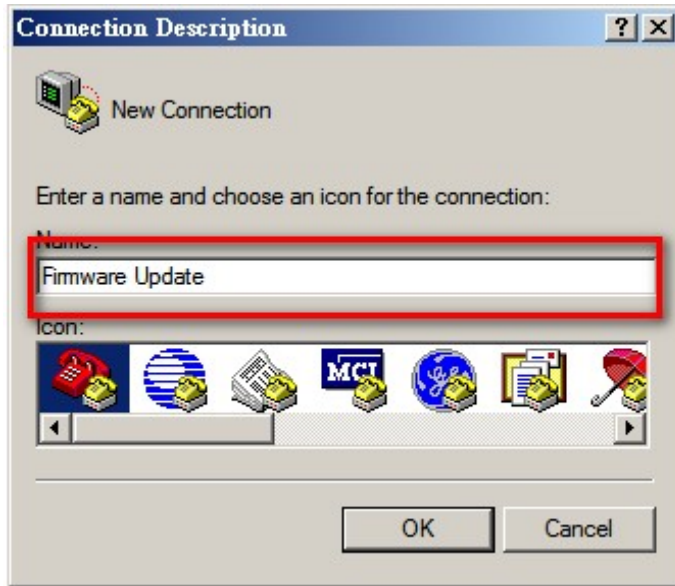 Connection Description
New Connection
Enter a name and choose an icon for the connection:
Name:
Firmware Update
Icon:
MCI
OK
Cancel